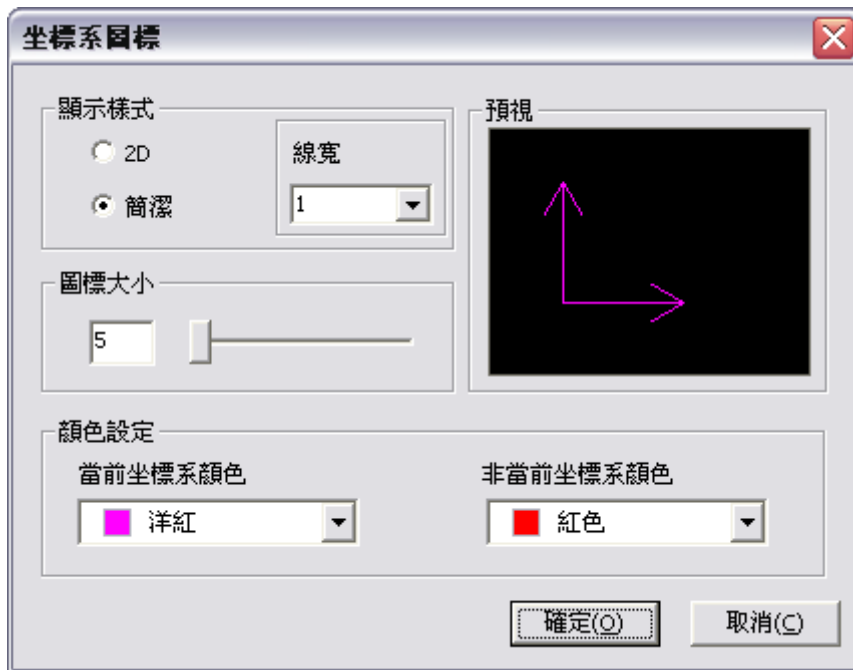 坐標系圖標
顯示樣式
2D
簡潔
線寬
1
預視
圖標大小
5
顏色設定
當前坐標系顏色
洋紅
非當前坐標系顏色
紅色
確定(O)
取消(C)